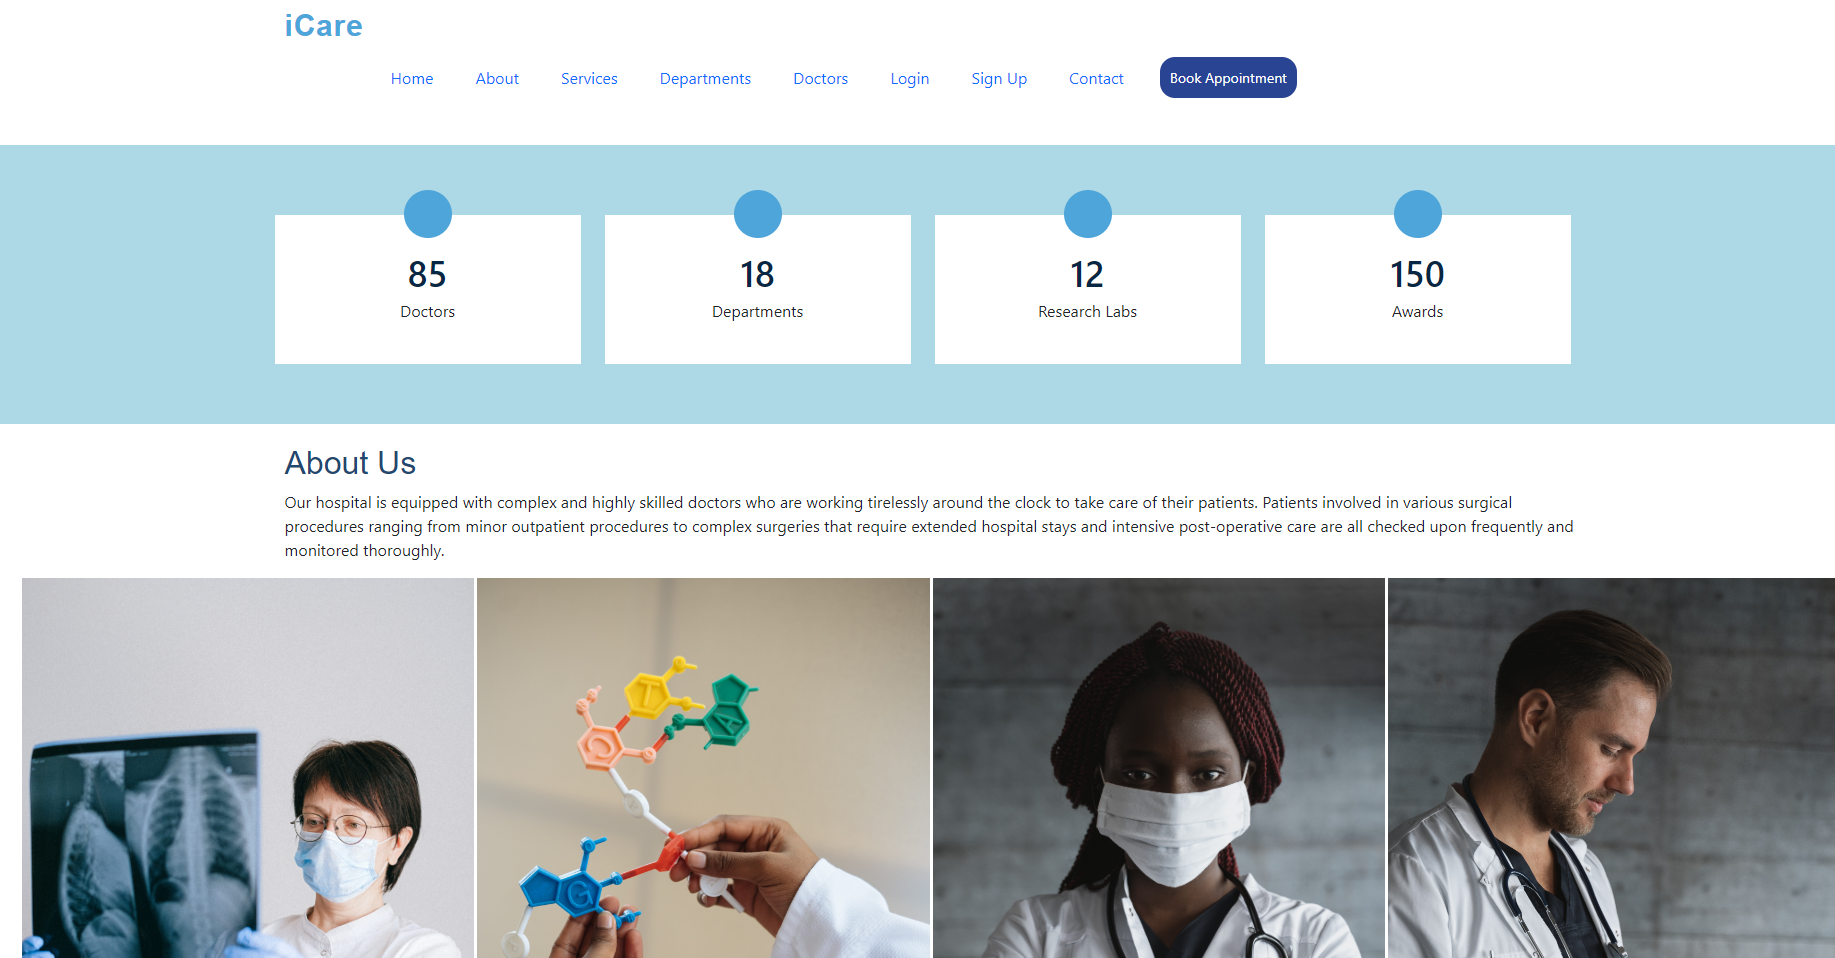 iCare
Home About Services Departments Doctors Login Sign Up Contact Book Appointment
85 18 12 150
Doctors Departments Research Labs Awards
About Us
Our hospital is equipped with complex and highly skilled doctors who are working tirelessly around the clock to take care of their patients. Patients involved in various surgical
procedures ranging from minor outpatient procedures to complex surgeries that require extended hospital stays and intensive post-operative care are all checked upon frequently and
monitored thoroughly.
T
A
C
G